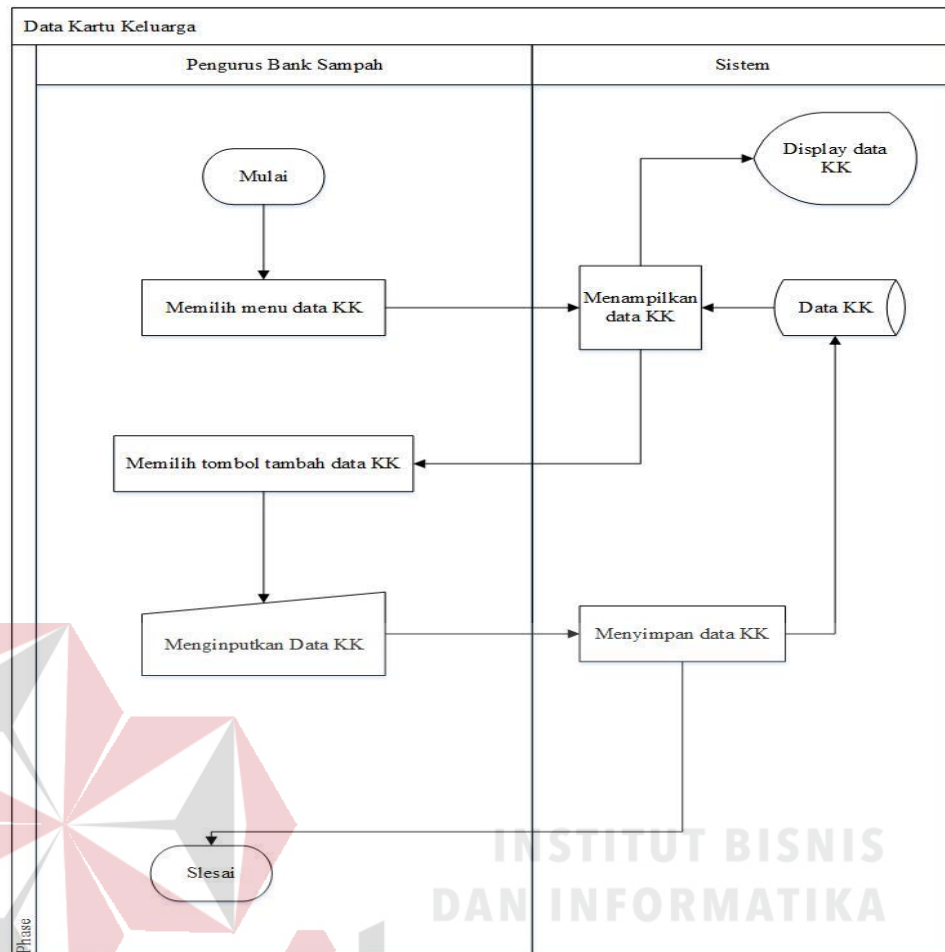 Data Kartu Keluarga
Pengurus Bank Sampah
Sistem
Mulai
Display data
KK
Memilih menu data KK
Menampilkan
data KK
Data KK
Memilih tombol tambah data KK
Menginputkan Data KK
Menyimpan data KK
Slesai
INSTITUT BISNIS
DAN INFORMATIKA
Phase